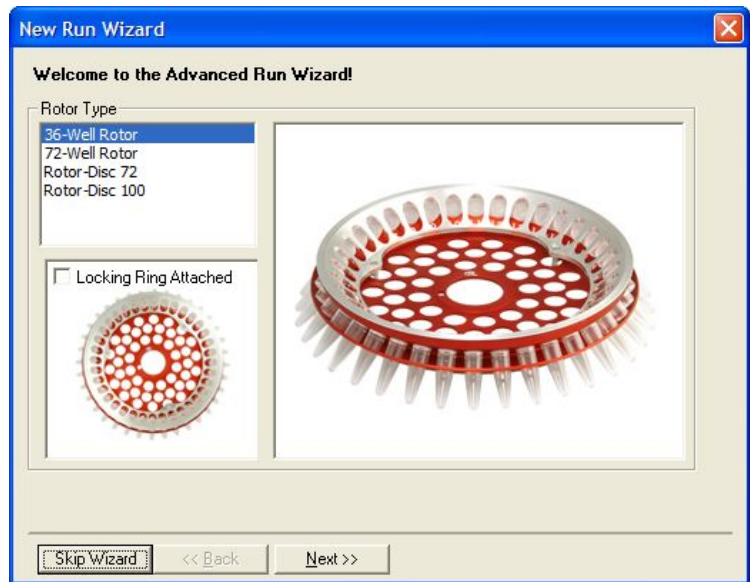 New Run Wizard
Welcome to the Advanced Run Wizard!
Rotor Type
36-Well Rotor
72-Well Rotor
Rotor-Disc 72
Rotor-Disc 100
Locking Ring Attached
Skip Wizard
<< Back
Next >>